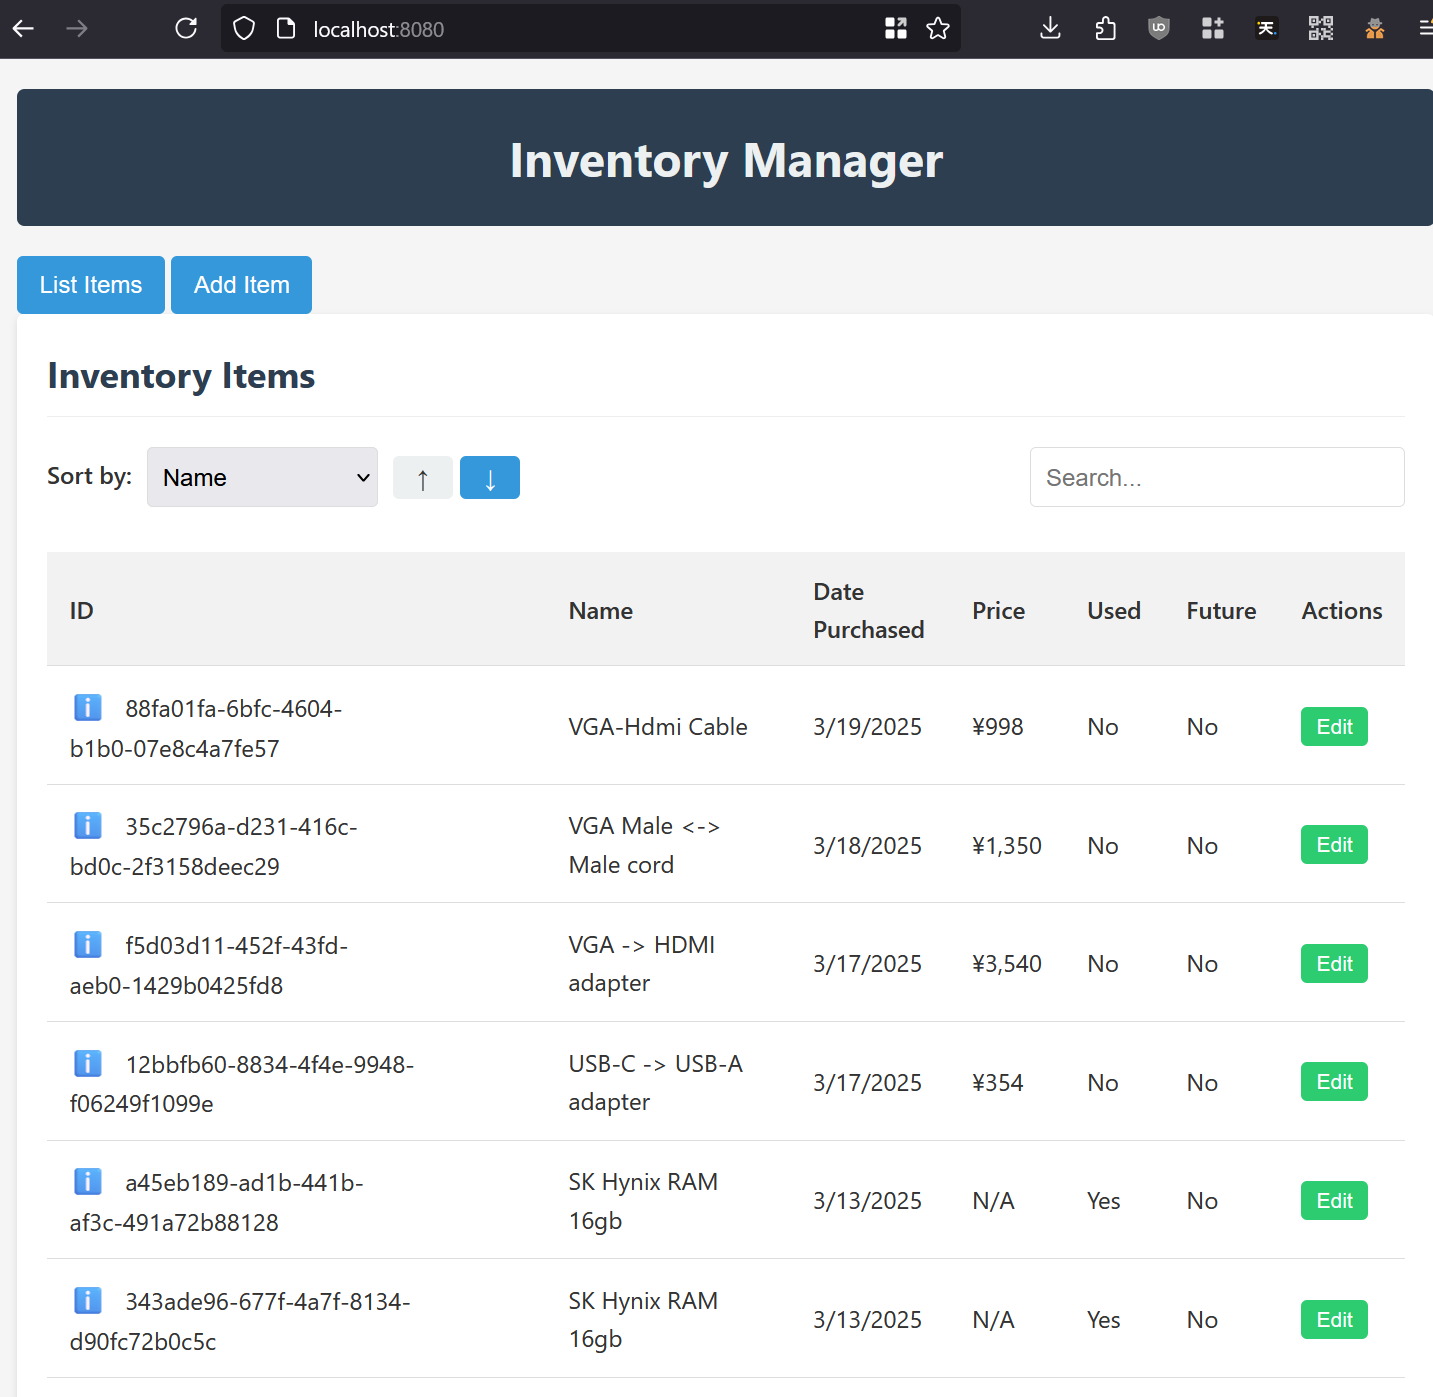 localhost:8080
Inventory Manager
List Items
Add Item
Inventory Items
Sort by:
Name
↑
↓
Search...
ID
Name
Date
Purchased
Price
Used
Future
Actions
88fa01fa-6bfc-4604-
b1b0-07e8c4a7fe57
VGA-Hdmi Cable
3/19/2025
¥998
No
No
Edit
35c2796a-d231-416c-
bd0c-2f3158deec29
VGA Male <->
Male cord
3/18/2025
¥1,350
No
No
Edit
f5d03d11-452f-43fd-
aeb0-1429b0425fd8
VGA -> HDMI
adapter
3/17/2025
¥3,540
No
No
Edit
12bbfb60-8834-4f4e-9948-
f06249f1099e
USB-C -> USB-A
adapter
3/17/2025
¥354
No
No
Edit
a45eb189-ad1b-441b-
af3c-491a72b88128
SK Hynix RAM
16gb
3/13/2025
N/A
Yes
No
Edit
343ade96-677f-4a7f-8134-
d90fc72b0c5c
SK Hynix RAM
16gb
3/13/2025
N/A
Yes
No
Edit